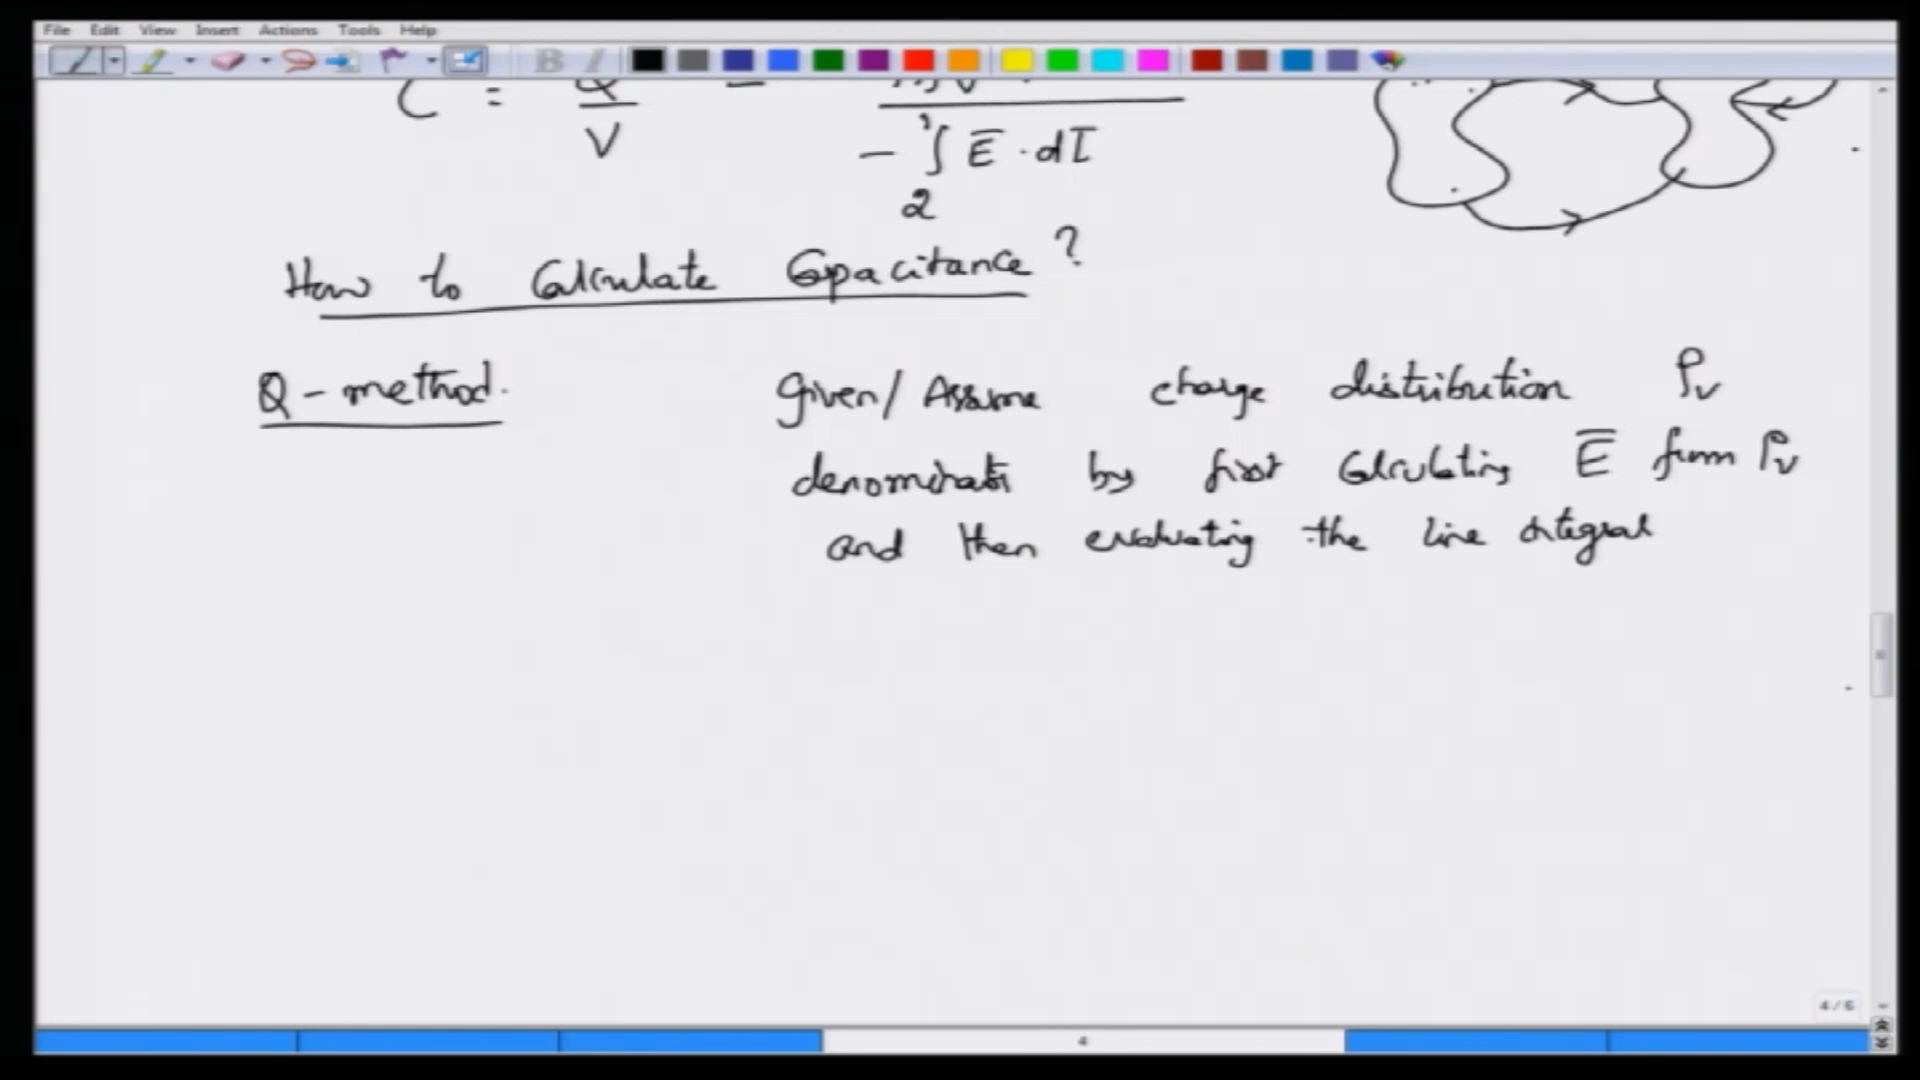 File Edit View Insert Actions Tools Help
B I
C = Q
V
- ∫ E̅ · dl̅
1
2
How to Calculate Capacitance ?
Q - method.
Given / Assume charge distribution ρv
denominator by first calculating E̅ from ρv
and then evaluating the line integral
4 / 6
4